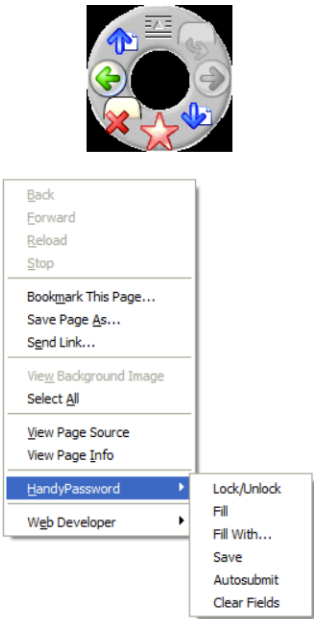 Back
Forward
Reload
Stop
Bookmark This Page...
Save Page As...
Send Link...
View Background Image
Select All
View Page Source
View Page Info
HandyPassword
Web Developer
Lock/Unlock
Fill
Fill With...
Save
Autosubmit
Clear Fields